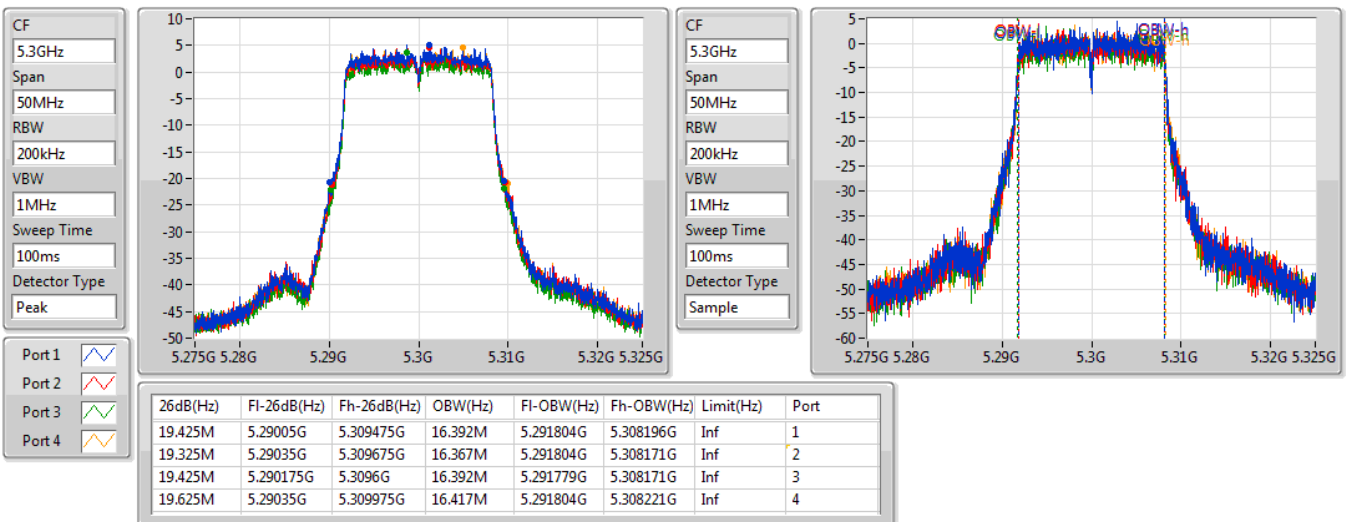 CF
5.3GHz
Span
50MHz
RBW
200kHz
VBW
1MHz
Sweep Time
100ms
Detector Type
Peak
10
5
0
-5
-10
-15
-20
-25
-30
-35
-40
-45
-50
5.275G 5.28G 5.29G 5.3G 5.31G 5.32G 5.325G
CF
5.3GHz
Span
50MHz
RBW
200kHz
VBW
1MHz
Sweep Time
100ms
Detector Type
Sample
OBW-l OBW-h
5
0
-5
-10
-15
-20
-25
-30
-35
-40
-45
-50
-55
-60
5.275G 5.28G 5.29G 5.3G 5.31G 5.32G 5.325G
Port 1
Port 2
Port 3
Port 4
26dB(Hz) Fl-26dB(Hz) Fh-26dB(Hz) OBW(Hz) Fl-OBW(Hz) Fh-OBW(Hz) Limit(Hz) Port
19.425M 5.29005G 5.309475G 16.392M 5.291804G 5.308196G Inf 1
19.325M 5.29035G 5.309675G 16.367M 5.291804G 5.308171G Inf 2
19.425M 5.290175G 5.3096G 16.392M 5.291779G 5.308171G Inf 3
19.625M 5.29035G 5.309975G 16.417M 5.291804G 5.308221G Inf 4